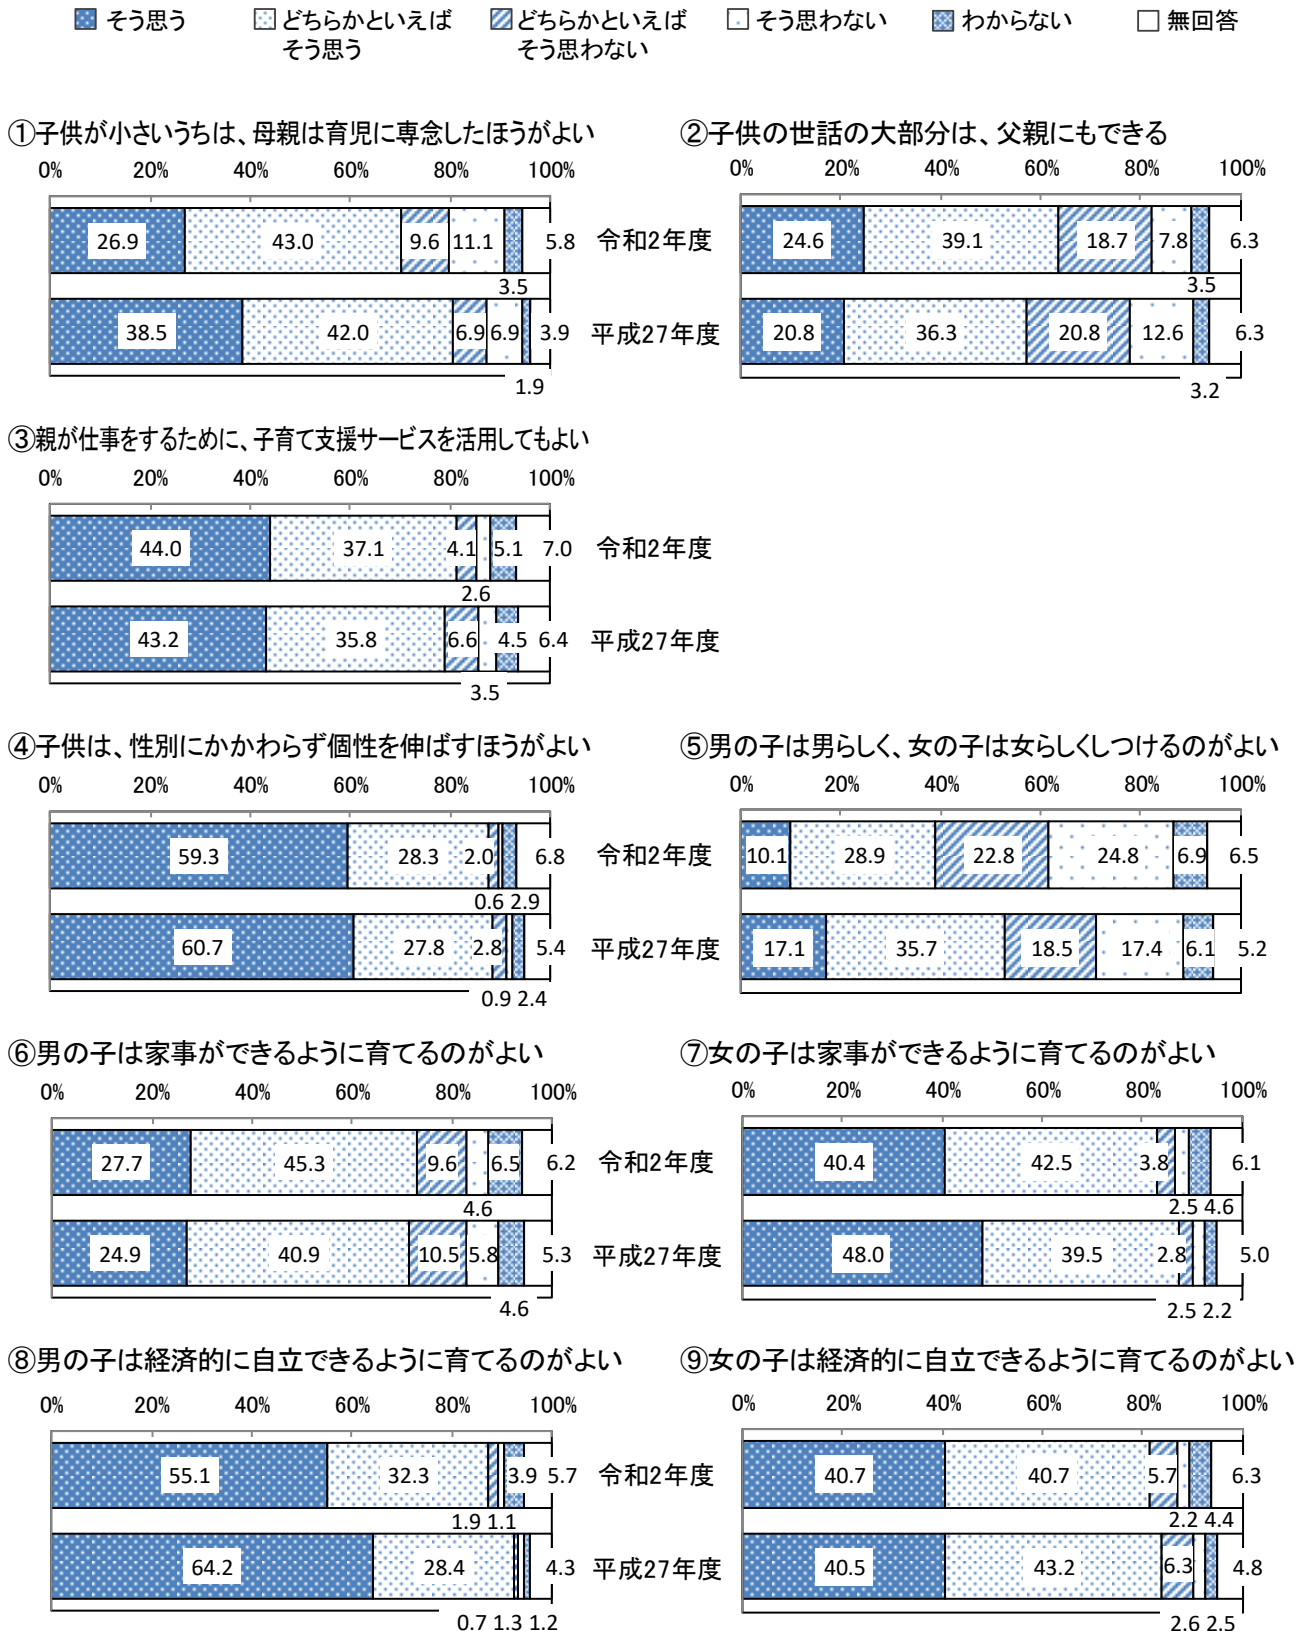 そう思う どちらかといえば どちらかといえば そう思わない わからない 無回答
そう思う そう思わない
①子供が小さいうちは、母親は育児に専念したほうがよい
0% 20% 40% 60% 80% 100%
26.9 43.0 9.6 11.1 5.8 令和2年度
3.5
38.5 42.0 6.9 6.9 3.9 平成27年度
1.9
②子供の世話の大部分は、父親にもできる
0% 20% 40% 60% 80% 100%
24.6 39.1 18.7 7.8 6.3
3.5
20.8 36.3 20.8 12.6 6.3
3.2
③親が仕事をするために、子育て支援サービスを活用してもよい
0% 20% 40% 60% 80% 100%
44.0 37.1 4.1 5.1 7.0 令和2年度
2.6
43.2 35.8 6.6 4.5 6.4 平成27年度
3.5
④子供は、性別にかかわらず個性を伸ばすほうがよい
0% 20% 40% 60% 80% 100%
59.3 28.3 2.0 6.8 令和2年度
0.6 2.9
60.7 27.8 2.8 5.4 平成27年度
0.9 2.4
⑤男の子は男らしく、女の子は女らしくしつけるのがよい
0% 20% 40% 60% 80% 100%
10.1 28.9 22.8 24.8 6.9 6.5
17.1 35.7 18.5 17.4 6.1 5.2
⑥男の子は家事ができるように育てるのがよい
0% 20% 40% 60% 80% 100%
27.7 45.3 9.6 6.5 6.2 令和2年度
4.6
24.9 40.9 10.5 5.8 5.3 平成27年度
4.6
⑦女の子は家事ができるように育てるのがよい
0% 20% 40% 60% 80% 100%
40.4 42.5 3.8 6.1
2.5 4.6
48.0 39.5 2.8 5.0
2.5 2.2
⑧男の子は経済的に自立できるように育てるのがよい
0% 20% 40% 60% 80% 100%
55.1 32.3 3.9 5.7 令和2年度
1.9 1.1
64.2 28.4 4.3 平成27年度
0.7 1.3 1.2
⑨女の子は経済的に自立できるように育てるのがよい
0% 20% 40% 60% 80% 100%
40.7 40.7 5.7 6.3
2.2 4.4
40.5 43.2 6.3 4.8
2.6 2.5